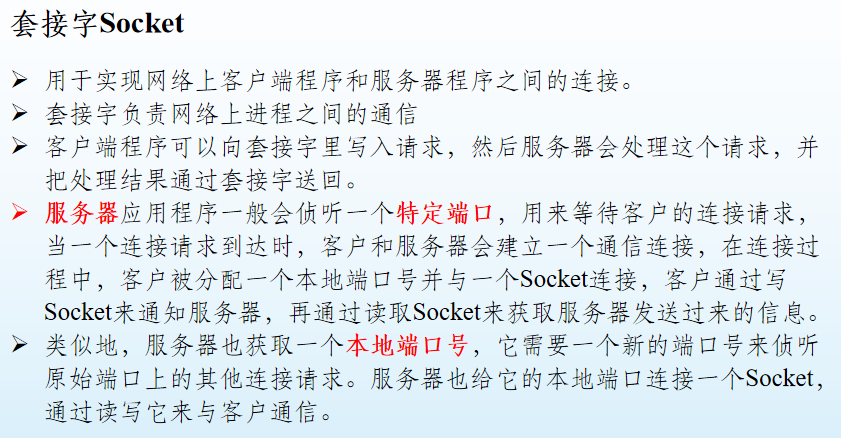 套接字Socket
➢ 用于实现网络上客户端程序和服务器程序之间的连接。
➢ 套接字负责网络上进程之间的通信
➢ 客户端程序可以向套接字里写入请求，然后服务器会处理这个请求，并
把处理结果通过套接字送回。
➢ 服务器应用程序一般会侦听一个特定端口，用来等待客户的连接请求，
当一个连接请求到达时，客户和服务器会建立一个通信连接，在连接过
程中，客户被分配一个本地端口号并与一个Socket连接，客户通过写
Socket来通知服务器，再通过读取Socket来获取服务器发送过来的信息。
➢ 类似地，服务器也获取一个本地端口号，它需要一个新的端口号来侦听
原始端口上的其他连接请求。服务器也给它的本地端口连接一个Socket，
通过读写它来与客户通信。